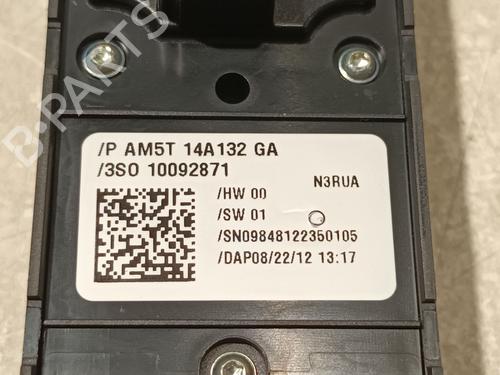 B-PARTS
/P AM5T 14A132 GA
/3SO 10092871
N3RUA
/HW 00
/SW 01
/SN09848122350105
/DAP08/22/12 13:17